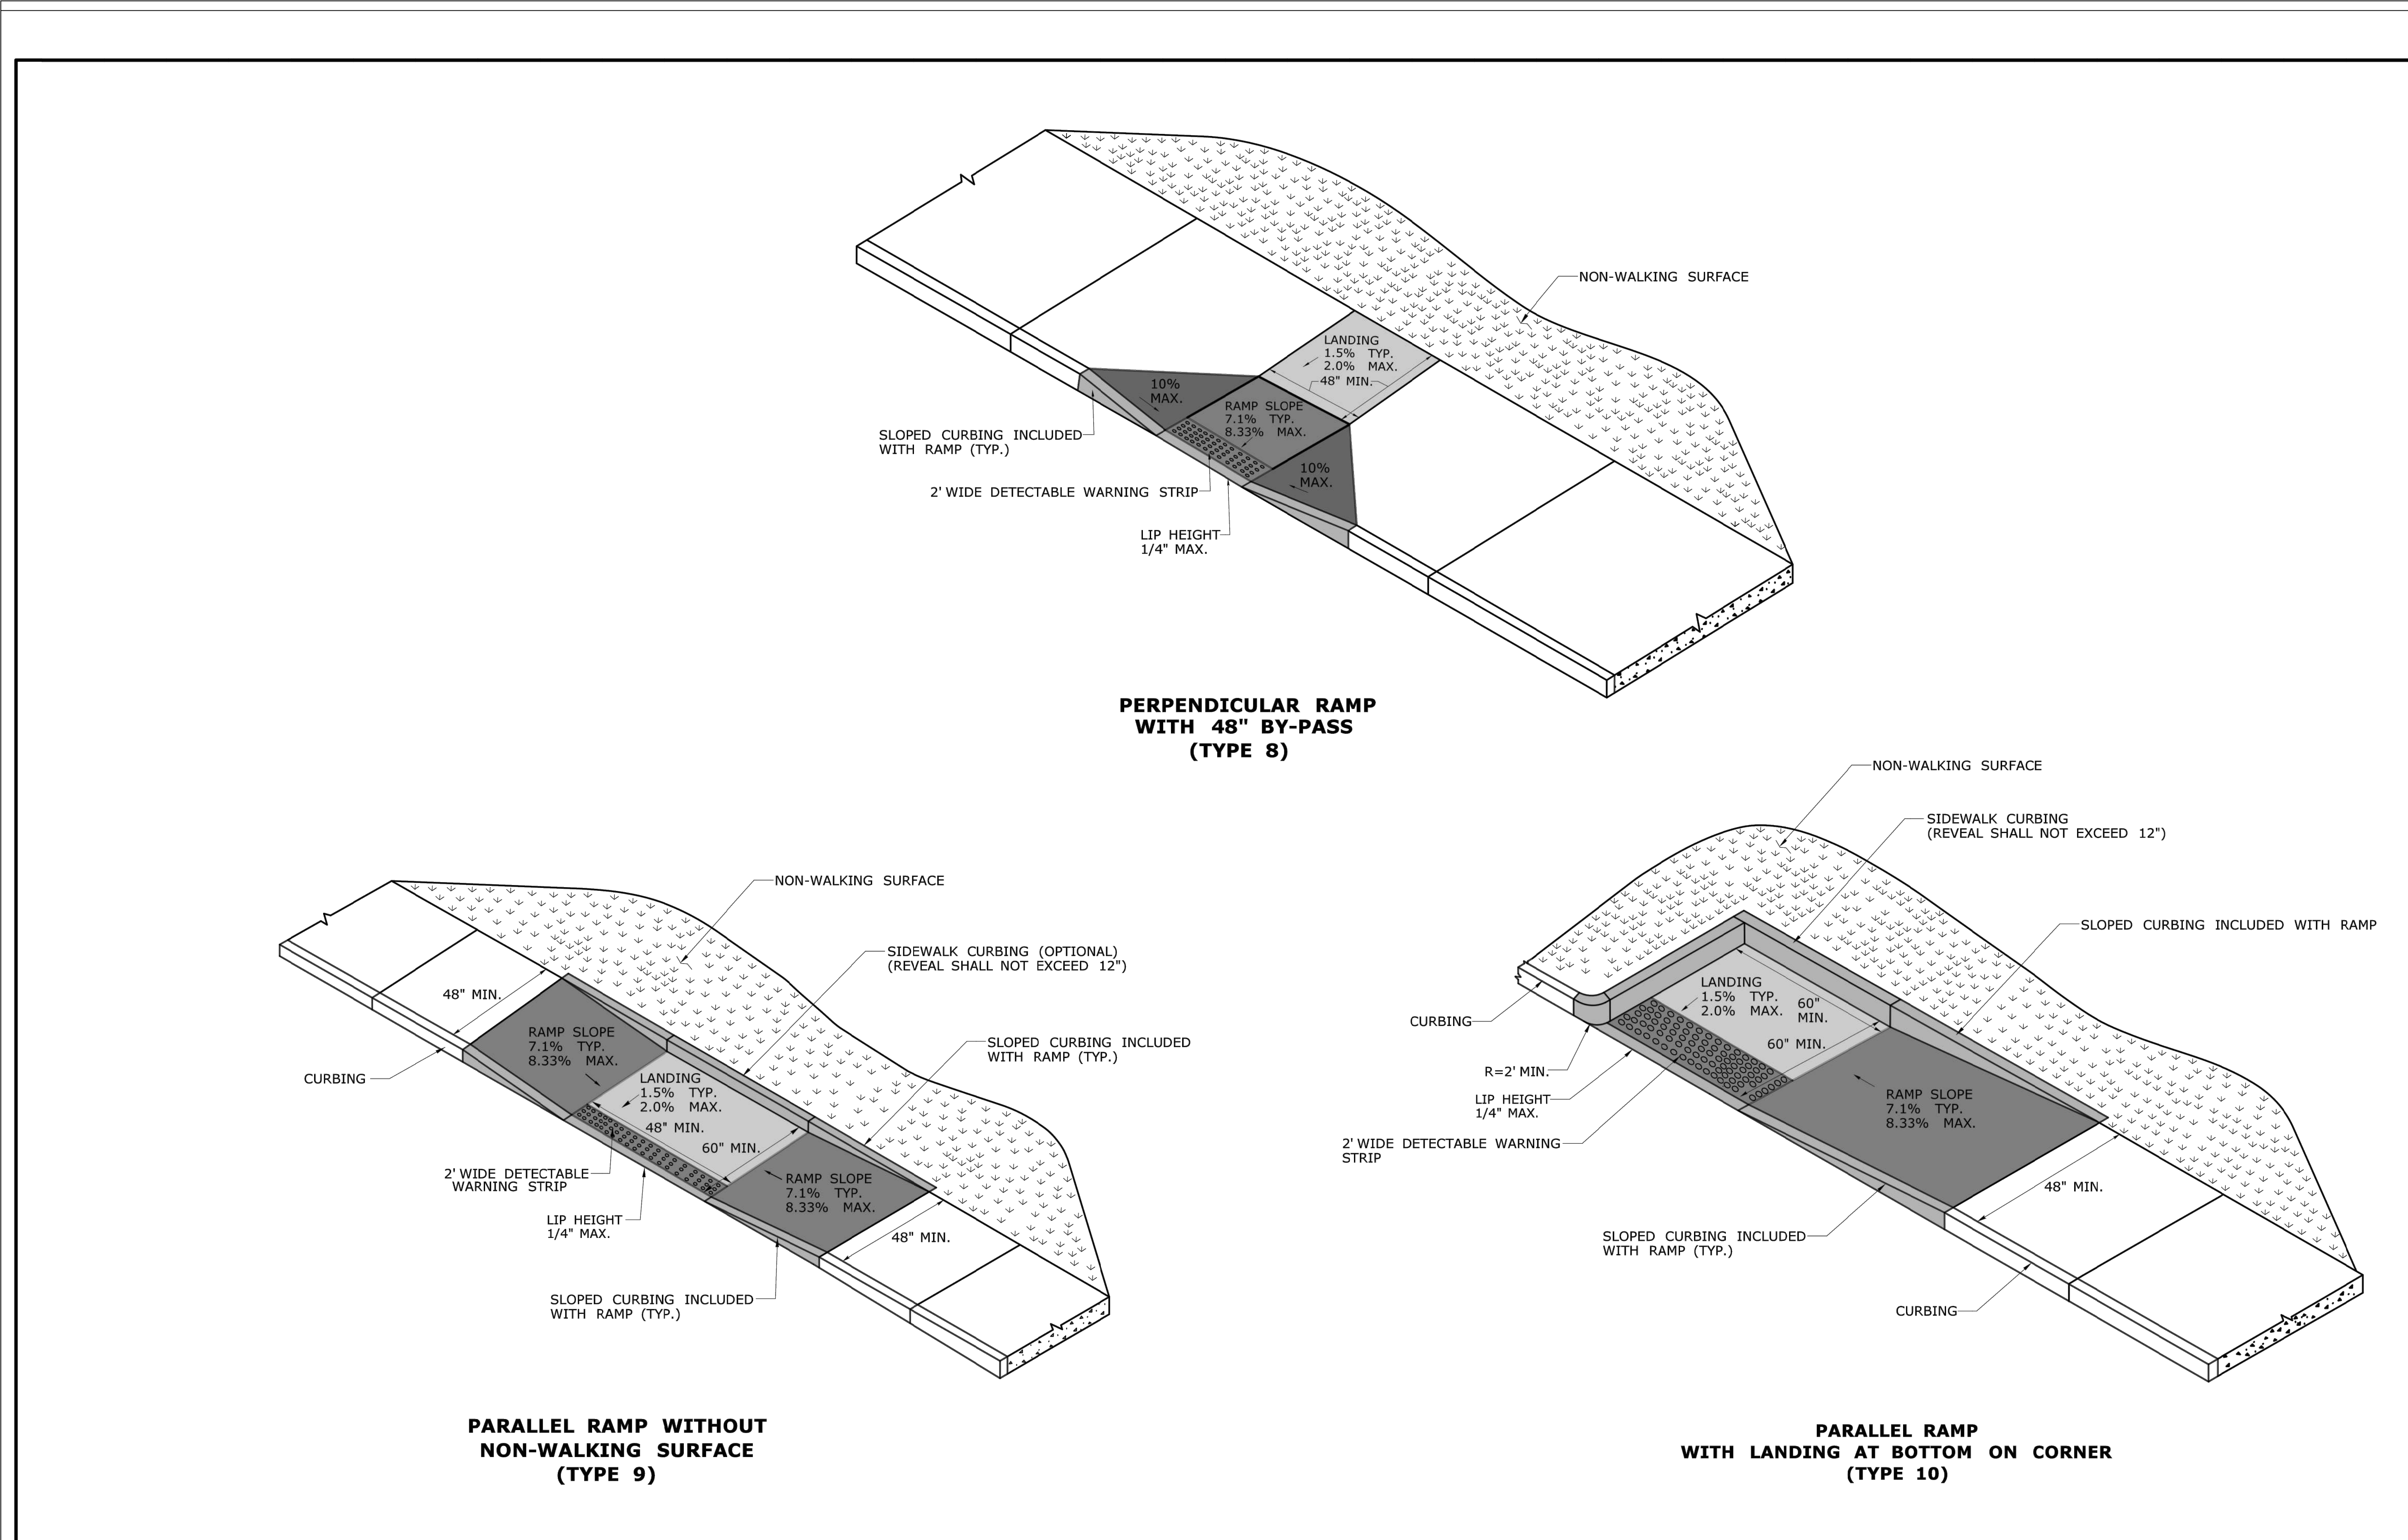 NON-WALKING SURFACE
LANDING
1.5% TYP.
2.0% MAX.
48" MIN.
10%
MAX.
RAMP SLOPE
7.1% TYP.
8.33% MAX.
SLOPED CURBING INCLUDED
WITH RAMP (TYP.)
10%
MAX.
2' WIDE DETECTABLE WARNING STRIP
LIP HEIGHT
1/4" MAX.
PERPENDICULAR RAMP
WITH 48" BY-PASS
(TYPE 8)
NON-WALKING SURFACE
SIDEWALK CURBING (OPTIONAL)
(REVEAL SHALL NOT EXCEED 12")
48" MIN.
RAMP SLOPE
7.1% TYP.
8.33% MAX.
SLOPED CURBING INCLUDED
WITH RAMP (TYP.)
CURBING
LANDING
1.5% TYP.
2.0% MAX.
48" MIN.
60" MIN.
2' WIDE DETECTABLE
WARNING STRIP
RAMP SLOPE
7.1% TYP.
8.33% MAX.
LIP HEIGHT
1/4" MAX.
48" MIN.
SLOPED CURBING INCLUDED
WITH RAMP (TYP.)
PARALLEL RAMP WITHOUT
NON-WALKING SURFACE
(TYPE 9)
NON-WALKING SURFACE
SIDEWALK CURBING
(REVEAL SHALL NOT EXCEED 12")
SLOPED CURBING INCLUDED WITH RAMP
LANDING
1.5% TYP.
2.0% MAX.
60"
MIN.
60" MIN.
CURBING
R=2' MIN.
LIP HEIGHT
1/4" MAX.
RAMP SLOPE
7.1% TYP.
8.33% MAX.
2' WIDE DETECTABLE WARNING
STRIP
48" MIN.
SLOPED CURBING INCLUDED
WITH RAMP (TYP.)
CURBING
PARALLEL RAMP
WITH LANDING AT BOTTOM ON CORNER
(TYPE 10)